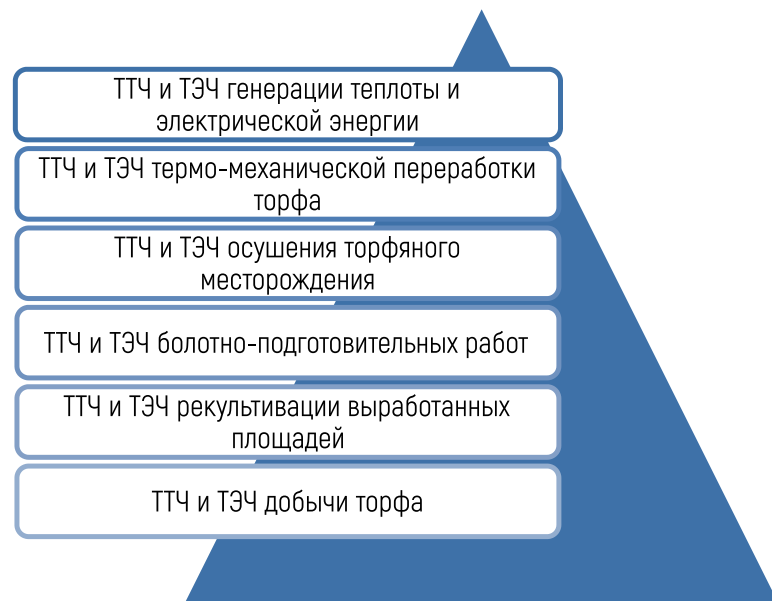 ТТЧ и ТЭЧ генерации теплоты и
электрической энергии
ТТЧ и ТЭЧ термо-механической переработки
торфа
ТТЧ и ТЭЧ осушения торфяного
месторождения
ТТЧ и ТЭЧ болотно-подготовительных работ
ТТЧ и ТЭЧ рекультивации выработанных
площадей
ТТЧ и ТЭЧ добычи торфа